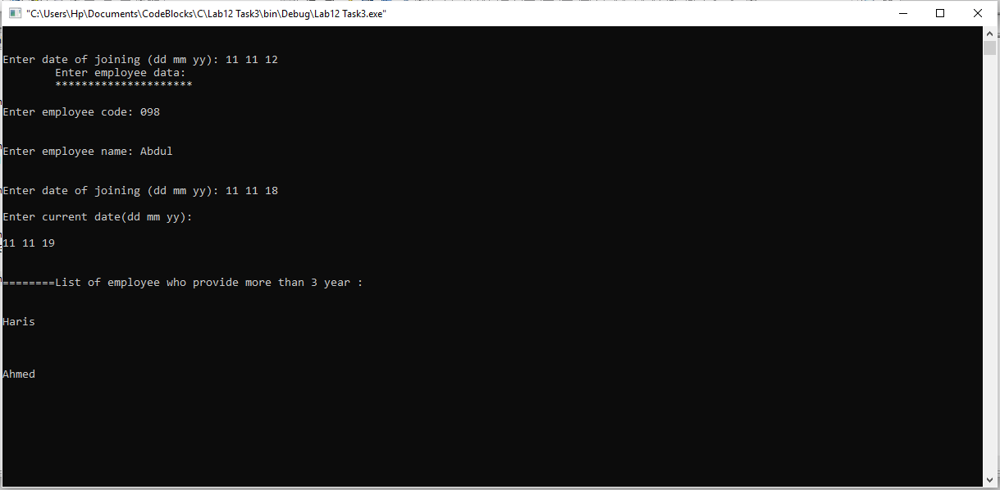 "C:\Users\Hp\Documents\CodeBlocks\C\Lab12 Task3\bin\Debug\Lab12 Task3.exe"
Enter date of joining (dd mm yy): 11 11 12
Enter employee data:
*********************
Enter employee code: 098
Enter employee name: Abdul
Enter date of joining (dd mm yy): 11 11 18
Enter current date(dd mm yy):
11 11 19
========List of employee who provide more than 3 year :
Haris
Ahmed